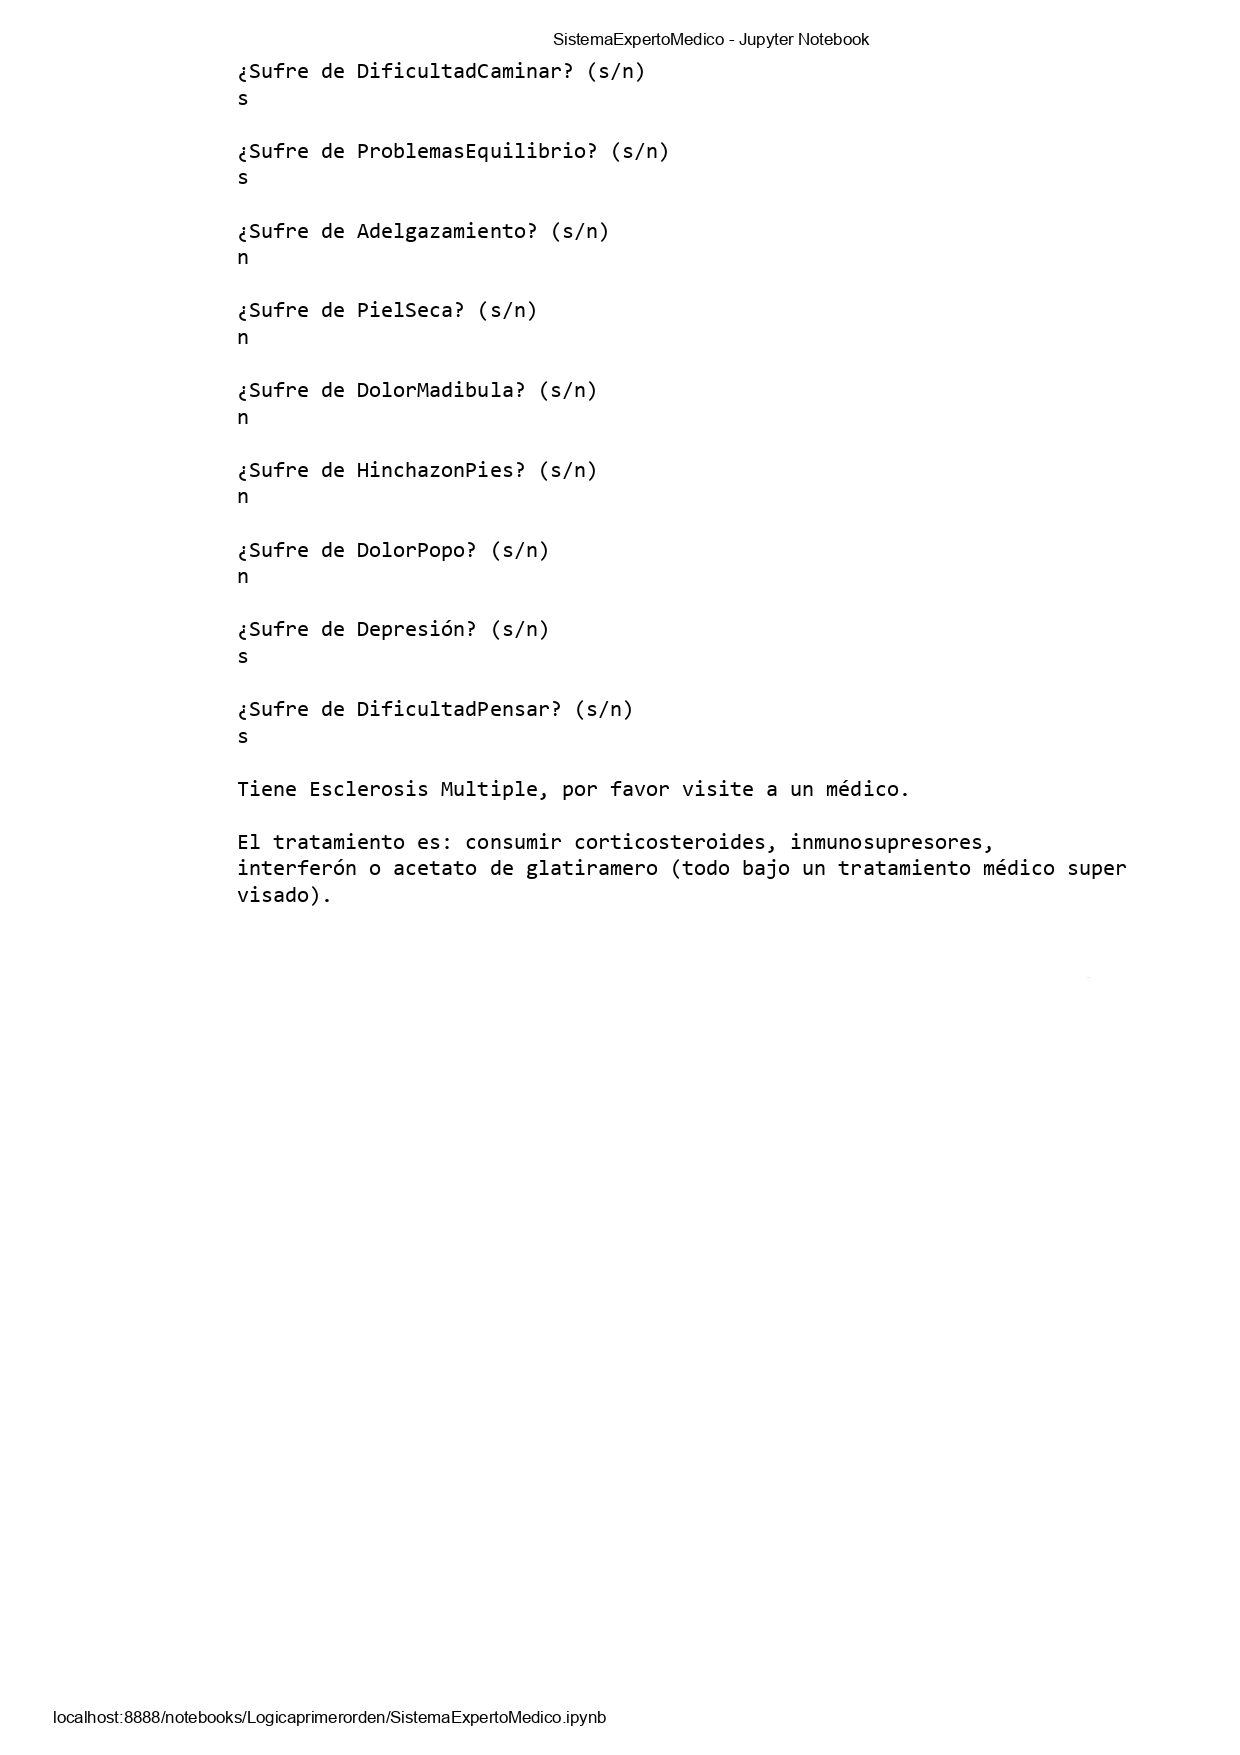 SistemaExpertoMedico - Jupyter Notebook
¿Sufre de DificultadCaminar? (s/n)
s
¿Sufre de ProblemasEquilibrio? (s/n)
s
¿Sufre de Adelgazamiento? (s/n)
n
¿Sufre de PielSeca? (s/n)
n
¿Sufre de DolorMadibula? (s/n)
n
¿Sufre de HinchazonPies? (s/n)
n
¿Sufre de DolorPopo? (s/n)
n
¿Sufre de Depresión? (s/n)
s
¿Sufre de DificultadPensar? (s/n)
s
Tiene Esclerosis Multiple, por favor visite a un médico.
El tratamiento es: consumir corticosteroides, inmunosupresores,
interferón o acetato de glatiramero (todo bajo un tratamiento médico super
visado).
localhost:8888/notebooks/Logicaprimerorden/SistemaExpertoMedico.ipynb